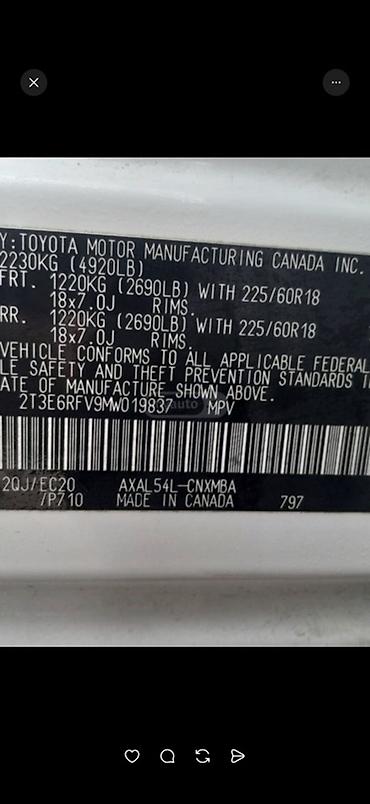 Y: TOYOTA MOTOR MANUFACTURING CANADA INC.
2230KG (4920LB)
FRT. 1220KG (2690LB) WITH 225/60R18
18x7.0J RIMS.
RR. 1220KG (2690LB) WITH 225/60R18
18x7.0J RIMS.
VEHICLE CONFORMS TO ALL APPLICABLE FEDERAL
LE SAFETY AND THEFT PREVENTION STANDARDS
ATE OF MANUFACTURE SHOWN ABOVE.
2T3E6RFV9MW019837 MPV
auto
2QJ/EC20 AXAL54L-CNXMBA
/P710 MADE IN CANADA 797